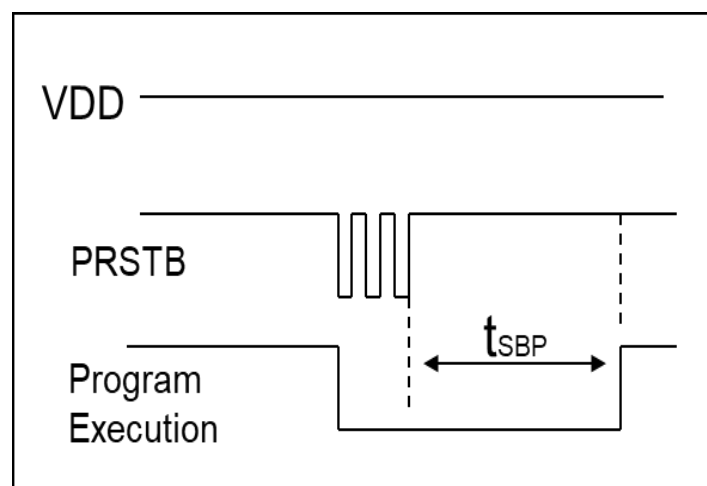 VDD
PRSTB
tSBP
Program
Execution